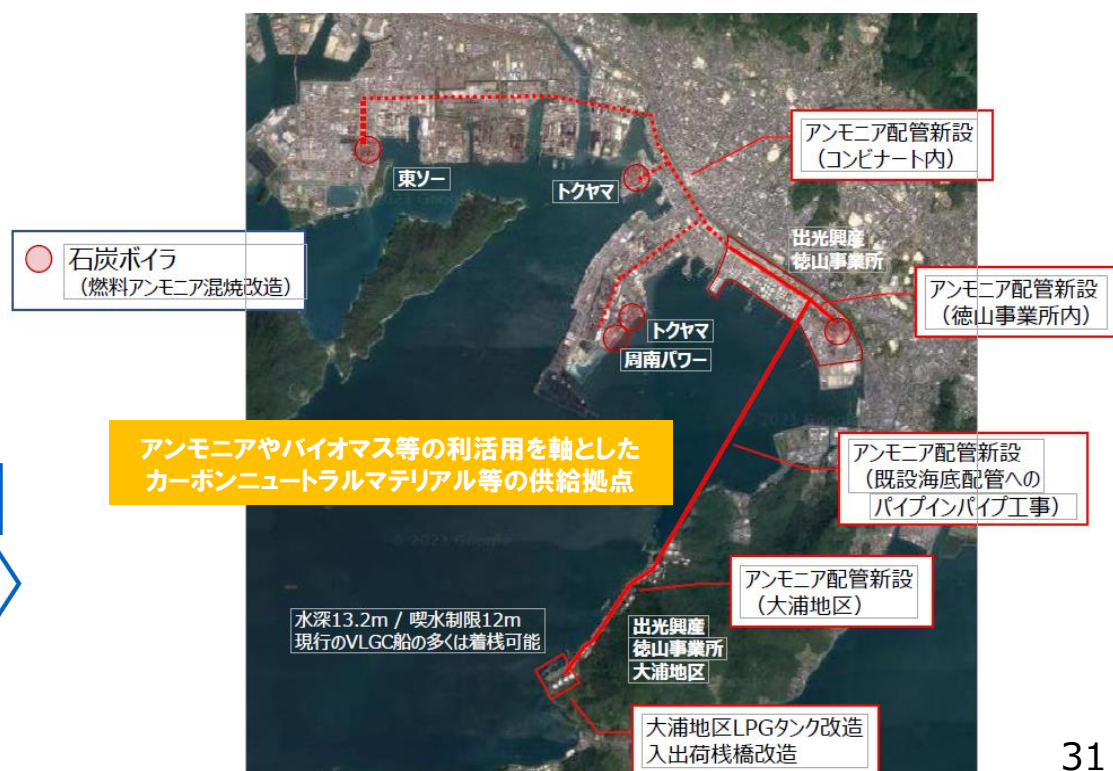 アンモニア配管新設
（コンビナート内）
東ソー
トクヤマ
石炭ボイラ
（燃料アンモニア混焼改造）
出光興産
徳山事業所
アンモニア配管新設
（徳山事業所内）
トクヤマ
周南パワー
アンモニアやバイオマス等の利活用を軸とした
カーボンニュートラルマテリアル等の供給拠点
アンモニア配管新設
（既設海底配管への
パイプインパイプ工事）
アンモニア配管新設
（大浦地区）
水深13.2m / 喫水制限12m
現行のVLGC船の多くは着桟可能
出光興産
徳山事業所
大浦地区
大浦地区LPGタンク改造
入出荷桟橋改造
31